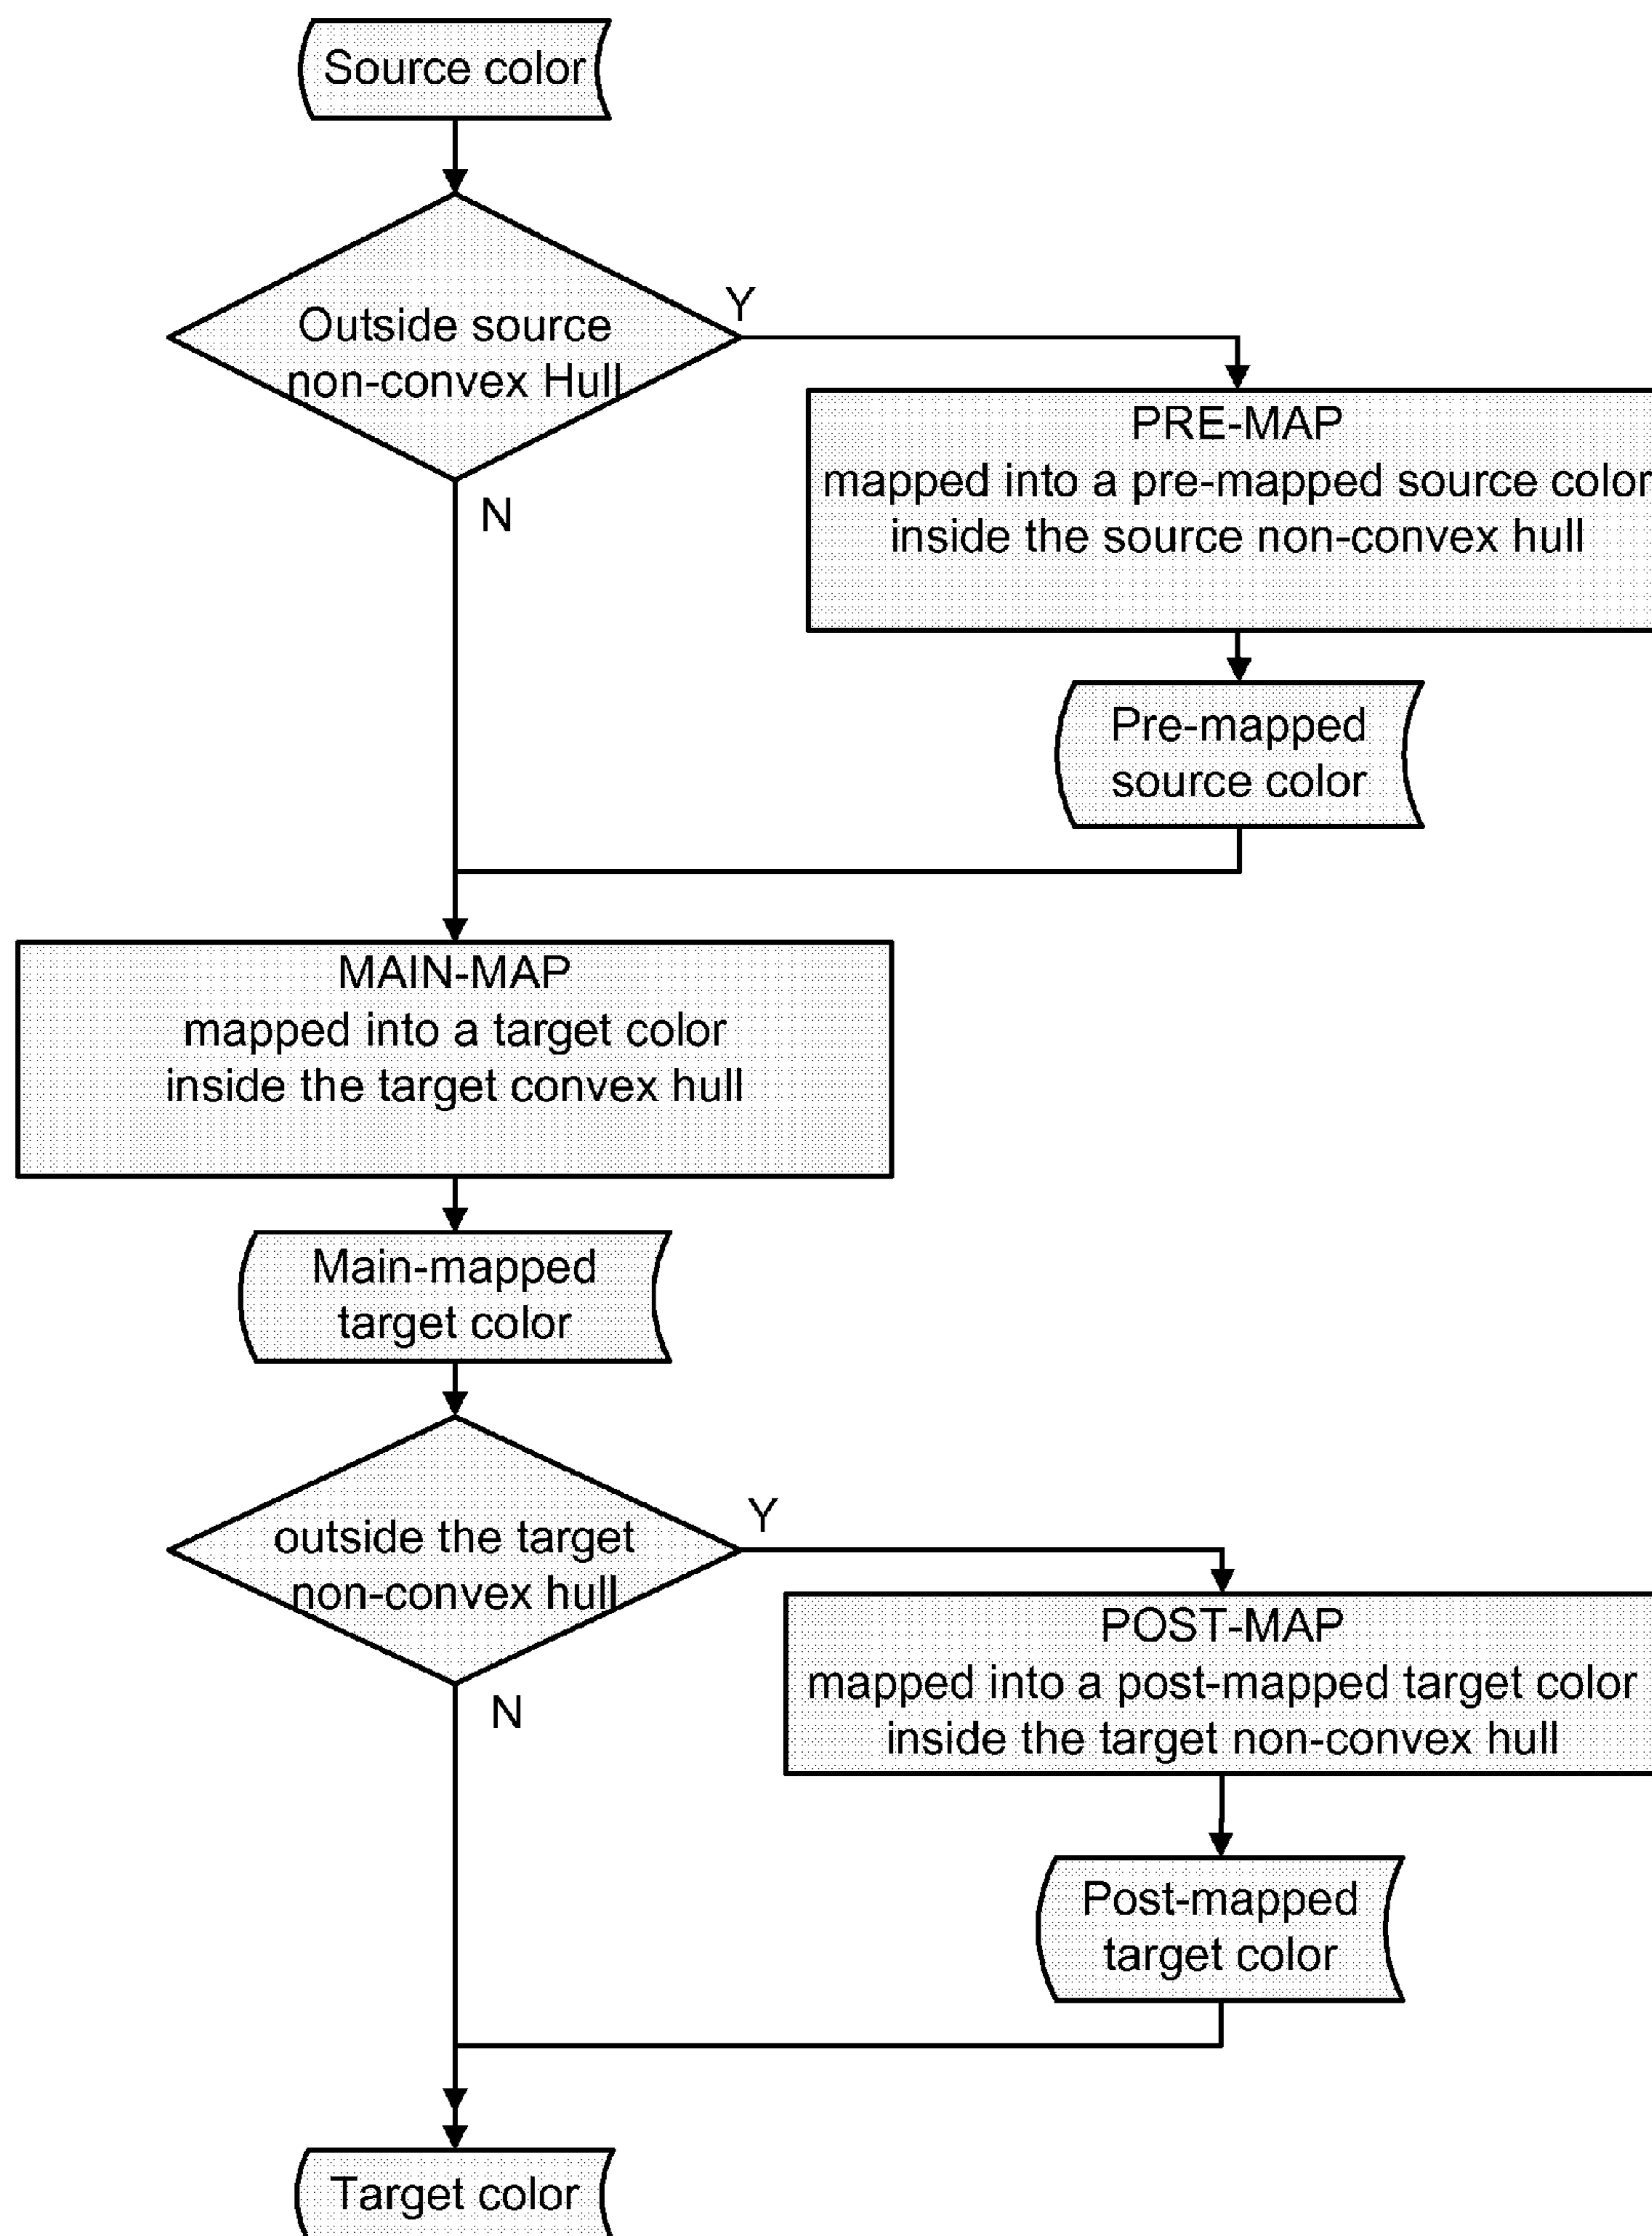 Source color
Outside source
non-convex Hull
Y
N
PRE-MAP
mapped into a pre-mapped source color
inside the source non-convex hull
Pre-mapped
source color
MAIN-MAP
mapped into a target color
inside the target convex hull
Main-mapped
target color
outside the target
non-convex hull
Y
N
POST-MAP
mapped into a post-mapped target color
inside the target non-convex hull
Post-mapped
target color
Target color